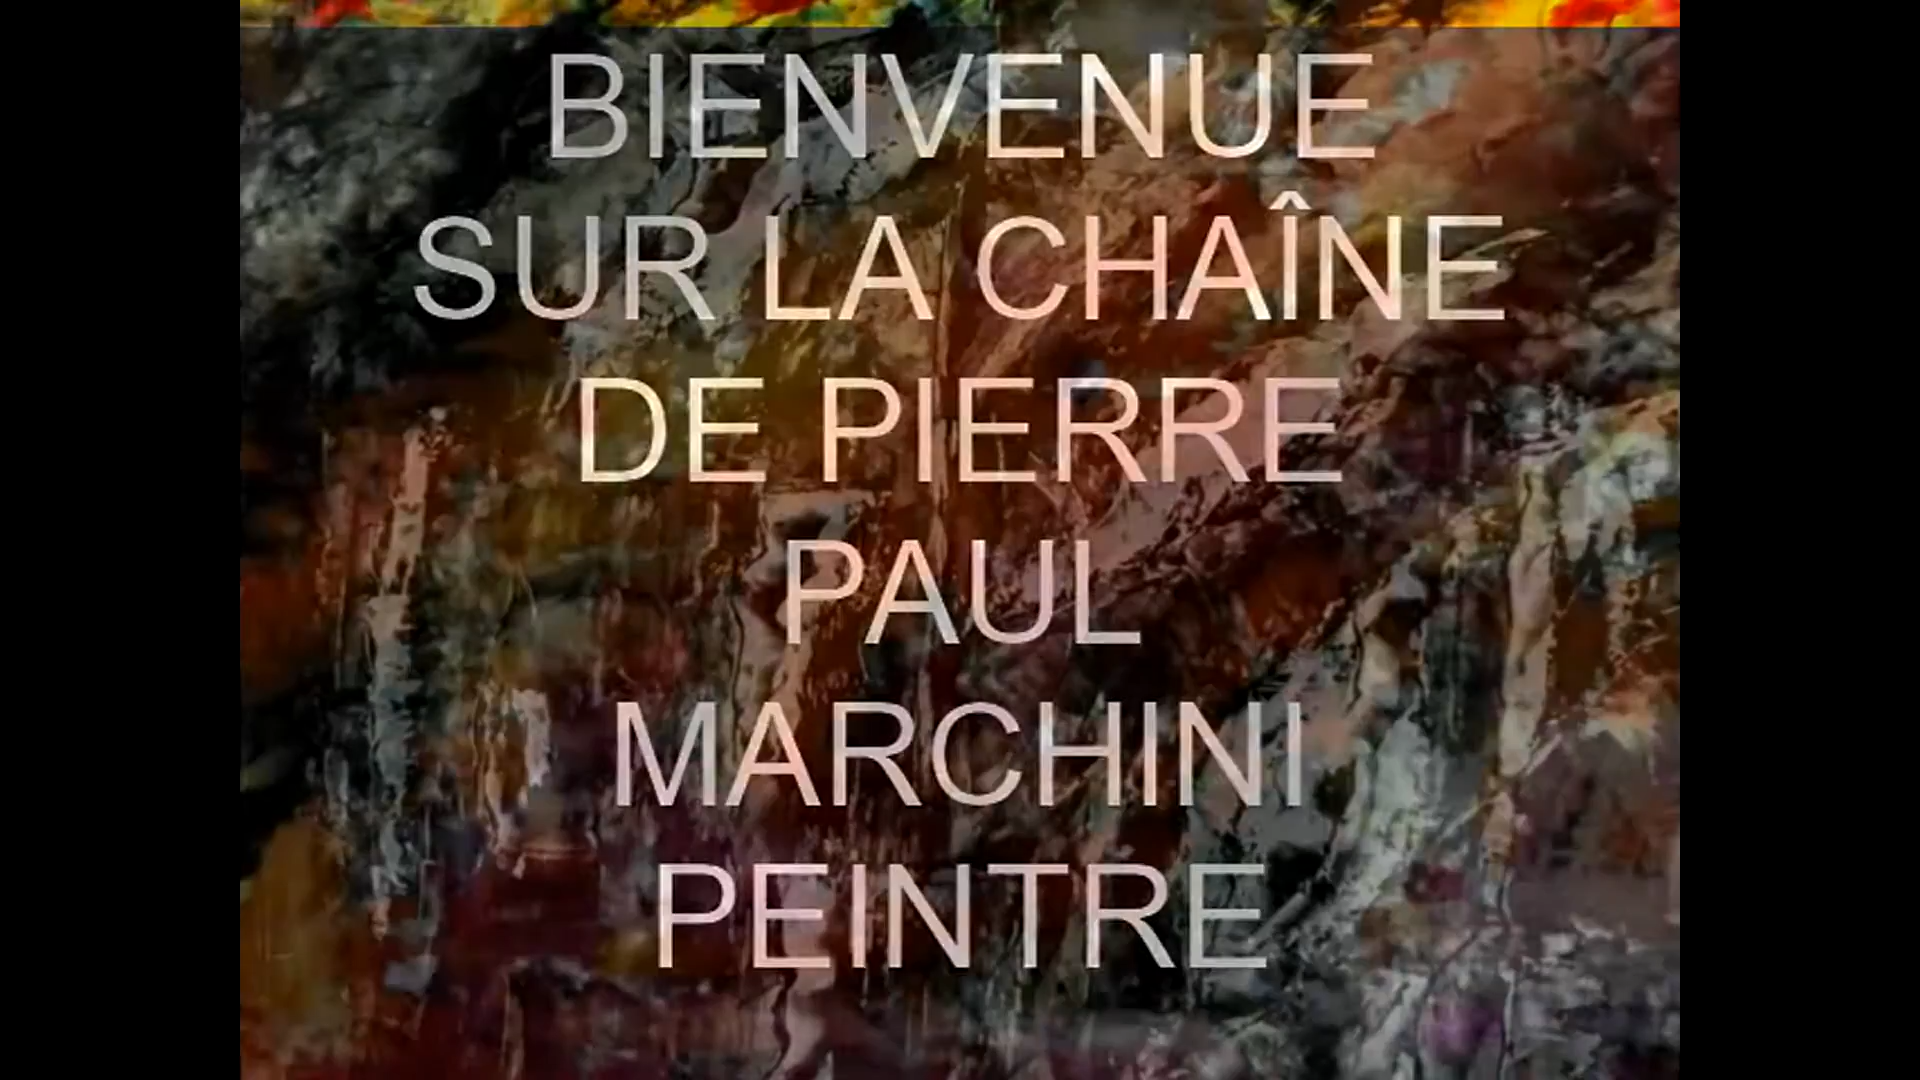 BIENVENUE
SUR LA CHAÎNE
DE PIERRE
PAUL
MARCHINI
PEINTRE